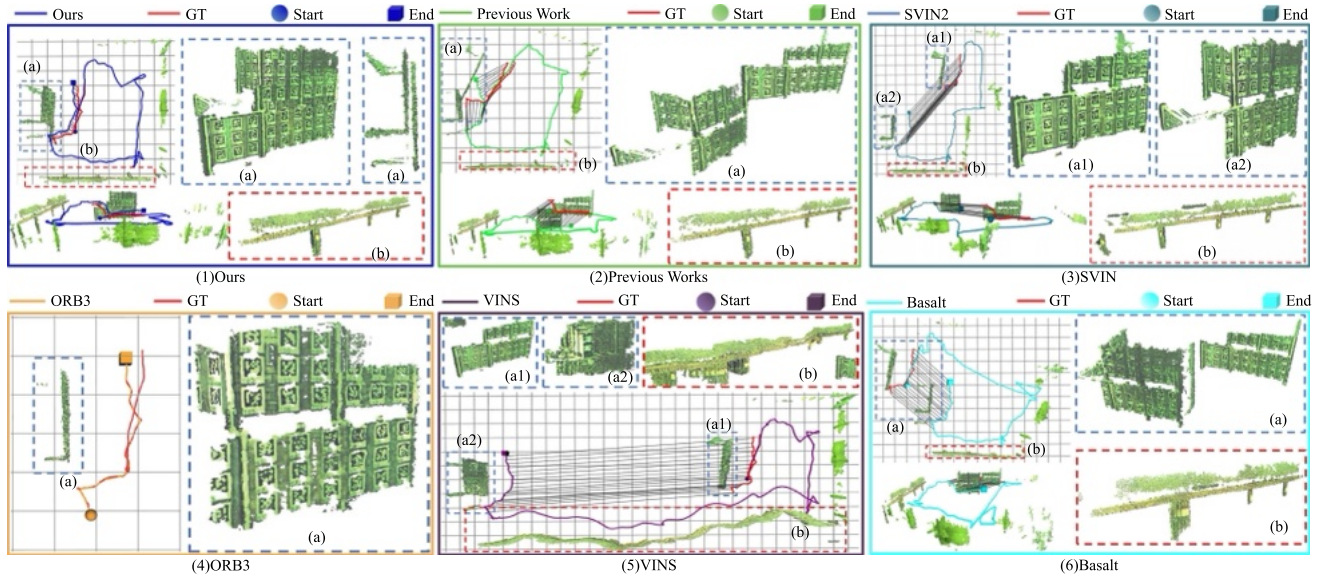 Ours GT Start End
(a)
(b)
(a)
(a)
(b)
(1)Ours
Previous Work GT Start End
(a)
(b)
(a)
(b)
(2)Previous Works
SVIN2 GT Start End
(a1)
(a2)
(b)
(a1)
(a2)
(b)
(3)SVIN
ORB3 GT Start End
(a)
(a)
(4)ORB3
VINS GT Start End
(a1)
(a2)
(b)
(a1)
(a2)
(b)
(5)VINS
Basalt GT Start End
(a)
(b)
(a)
(b)
(6)Basalt